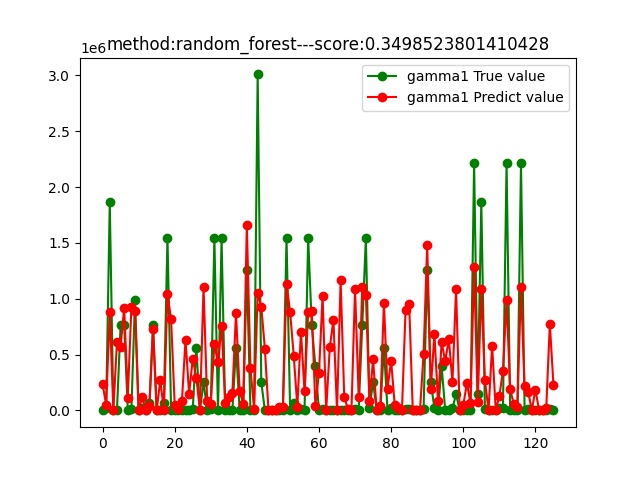 method:random_forest---score:0.3498523801410428
1e6
gamma1 True value
gamma1 Predict value
3.0
2.5
2.0
1.5
1.0
0.5
0.0
0 20 40 60 80 100 120